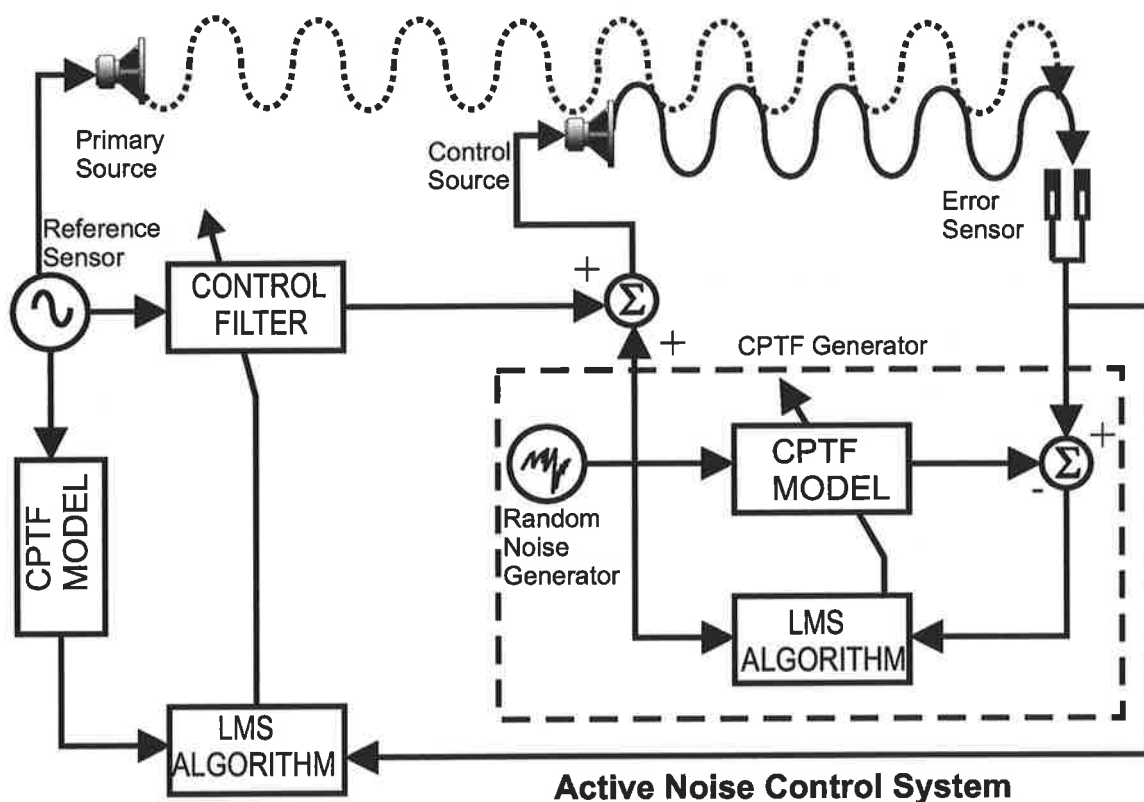 Primary
Source
Control
Source
Reference
Sensor
Error
Sensor
CONTROL
FILTER
+
Σ
+
CPTF Generator
CPTF
MODEL
+
Σ
-
Random
Noise
Generator
CPTF
MODEL
LMS
ALGORITHM
LMS
ALGORITHM
Active Noise Control System